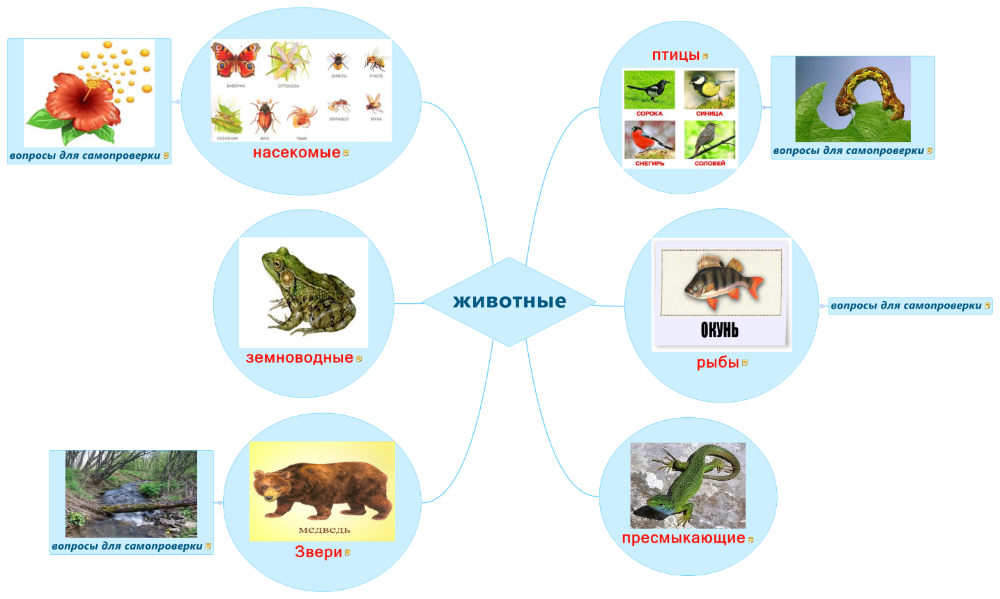 животные
насекомые
БАБОЧКА
СТРЕКОЗА
ШМЕЛЬ
ПЧЕЛА
КУЗНЕЧИК
ЖУК
ПАУК
МУРАВЕЙ
МУХА
вопросы для самопроверки
птицы
СОРОКА
СИНИЦА
СНЕГИРЬ
СОЛОВЕЙ
вопросы для самопроверки
земноводные
ОКУНЬ
рыбы
вопросы для самопроверки
медведь
Звери
вопросы для самопроверки
пресмыкающие